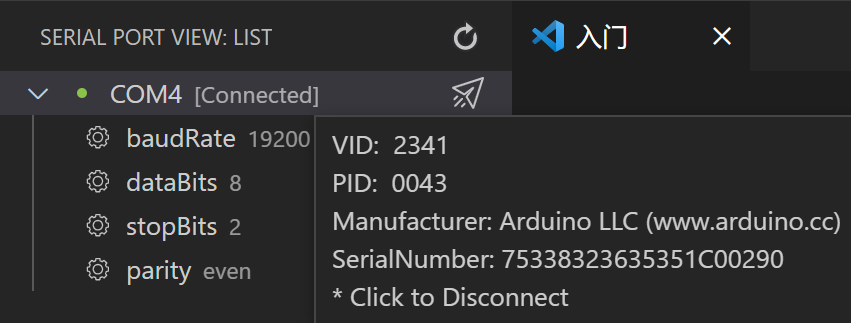 SERIAL PORT VIEW: LIST
入门
COM4 [Connected]
baudRate 19200
dataBits 8
stopBits 2
parity even
VID: 2341
PID: 0043
Manufacturer: Arduino LLC (www.arduino.cc)
SerialNumber: 75338323635351C00290
* Click to Disconnect